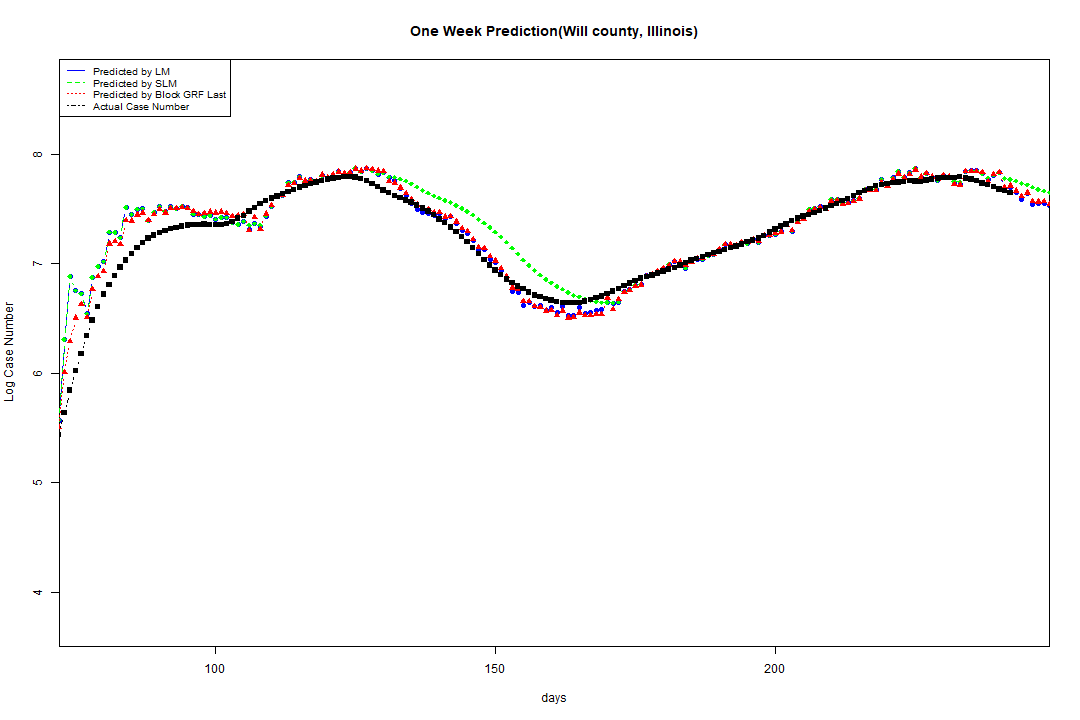 One Week Prediction(Will county, Illinois)
Predicted by LM
Predicted by SLM
Predicted by Block GRF Last
Actual Case Number
8
7
6
5
4
Log Case Number
100
150
200
days